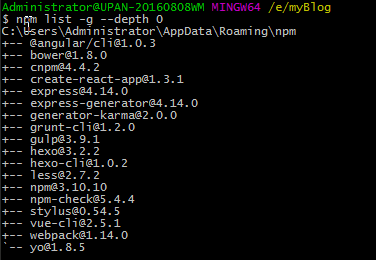 Administrator@UPAN-20160808WM MINGW64 /e/myBlog
$ npm list -g --depth 0
C:\Users\Administrator\AppData\Roaming\npm
+-- @angular/cli@1.0.3
+-- bower@1.8.0
+-- cnpm@4.4.2
+-- create-react-app@1.3.1
+-- express@4.14.0
+-- express-generator@4.14.0
+-- generator-karma@2.0.0
+-- grunt-cli@1.2.0
+-- gulp@3.9.1
+-- hexo@3.2.2
+-- hexo-cli@1.0.2
+-- less@2.7.2
+-- npm@3.10.10
+-- npm-check@5.4.4
+-- stylus@0.54.5
+-- vue-cli@2.5.1
+-- webpack@1.14.0
`-- yo@1.8.5